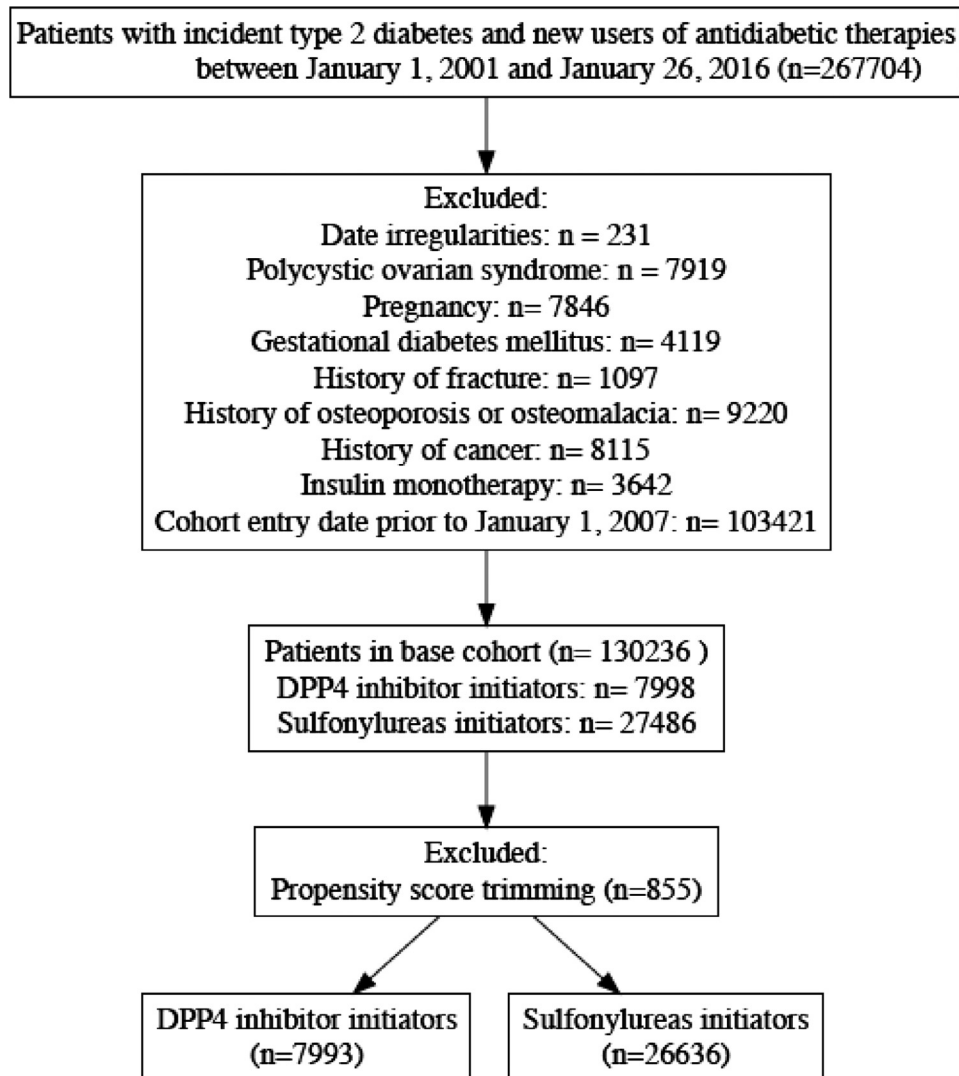 Patients with incident type 2 diabetes and new users of antidiabetic therapies
between January 1, 2001 and January 26, 2016 (n=267704)
Excluded:
Date irregularities: n = 231
Polycystic ovarian syndrome: n = 7919
Pregnancy: n= 7846
Gestational diabetes mellitus: n= 4119
History of fracture: n= 1097
History of osteoporosis or osteomalacia: n= 9220
History of cancer: n= 8115
Insulin monotherapy: n= 3642
Cohort entry date prior to January 1, 2007: n= 103421
Patients in base cohort (n= 130236 )
DPP4 inhibitor initiators: n= 7998
Sulfonylureas initiators: n= 27486
Excluded:
Propensity score trimming (n=855)
DPP4 inhibitor initiators
(n=7993)
Sulfonylureas initiators
(n=26636)